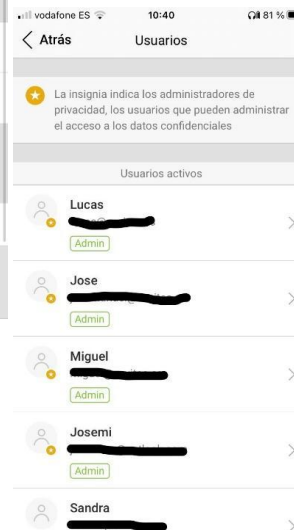 vodafone ES 10:40 81 %
Atrás Usuarios
La insignia indica los administradores de
privacidad, los usuarios que pueden administrar
el acceso a los datos confidenciales
Usuarios activos
Lucas
Admin
Jose
Admin
Miguel
Admin
Josemi
Admin
Sandra